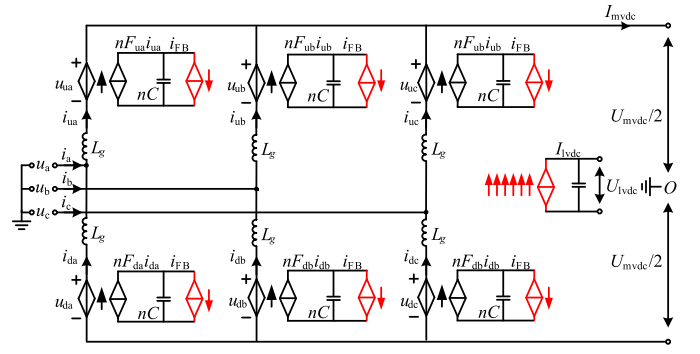 I_mvdc
+ nF_ua i_ua i_FB + nF_ub i_ub i_FB + nF_uc i_ub i_FB
u_ua u_ub u_uc
− nC − nC − nC
i_ua i_ub i_uc
U_mvdc/2
L_g L_g L_g
I_lvdc
u_a i_a
u_b i_b
u_c i_c
U_lvdc O
L_g L_g L_g
i_da i_db i_dc
U_mvdc/2
+ nF_da i_da i_FB + nF_db i_db i_FB + nF_db i_db i_FB
u_da u_db u_dc
− nC − nC − nC